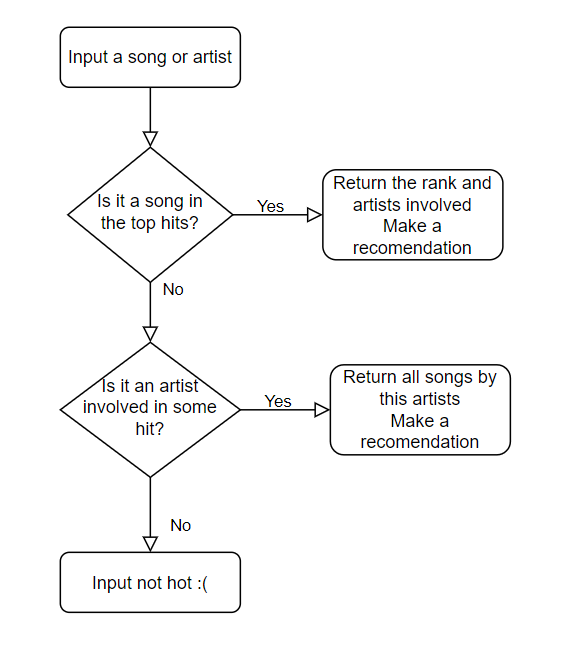 Input a song or artist
Is it a song in
the top hits?
Yes
Return the rank and
artists involved
Make a
recomendation
No
Is it an artist
involved in some
hit?
Yes
Return all songs by
this artists
Make a
recomendation
No
Input not hot :(